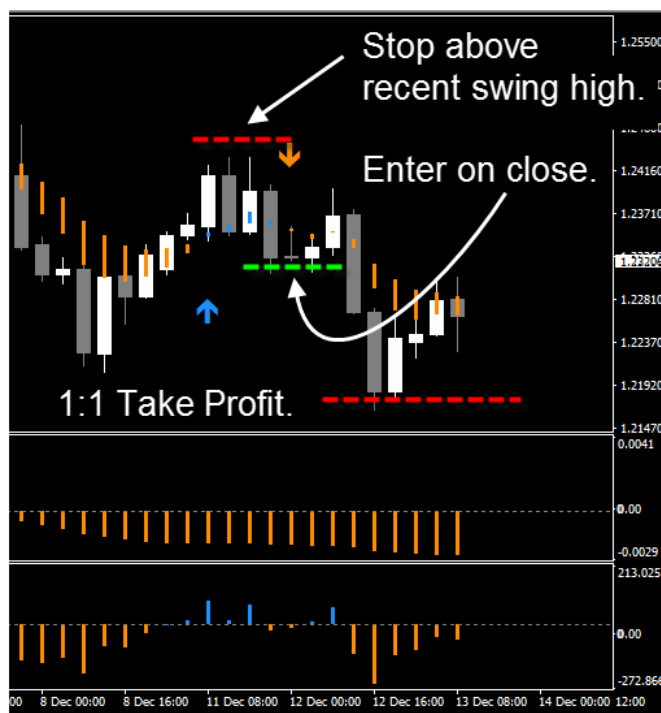 Stop above
recent swing high.
Enter on close.
1:1 Take Profit.
1.25500
1.24160
1.23710
1.22810
1.22370
1.21920
1.21470
0.0041
0.00
-0.0029
213.025
0.00
-272.866
8 Dec 00:00
8 Dec 16:00
11 Dec 08:00
12 Dec 00:00
12 Dec 16:00
13 Dec 08:00
14 Dec 00:00
12:00